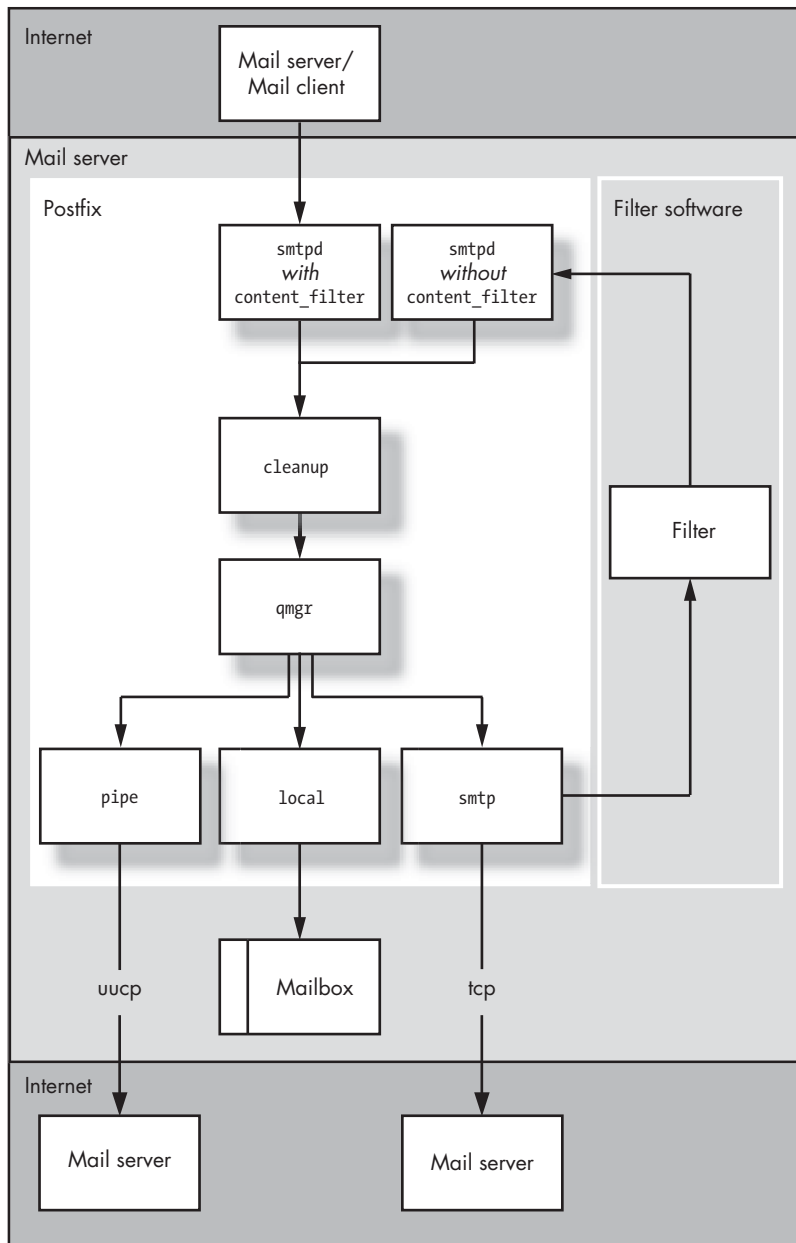 Internet
Mail server/
Mail client
Mail server
Postfix
Filter software
smtpd
with
content_filter
smtpd
without
content_filter
cleanup
Filter
qmgr
pipe
local
smtp
uucp
Mailbox
tcp
Internet
Mail server
Mail server